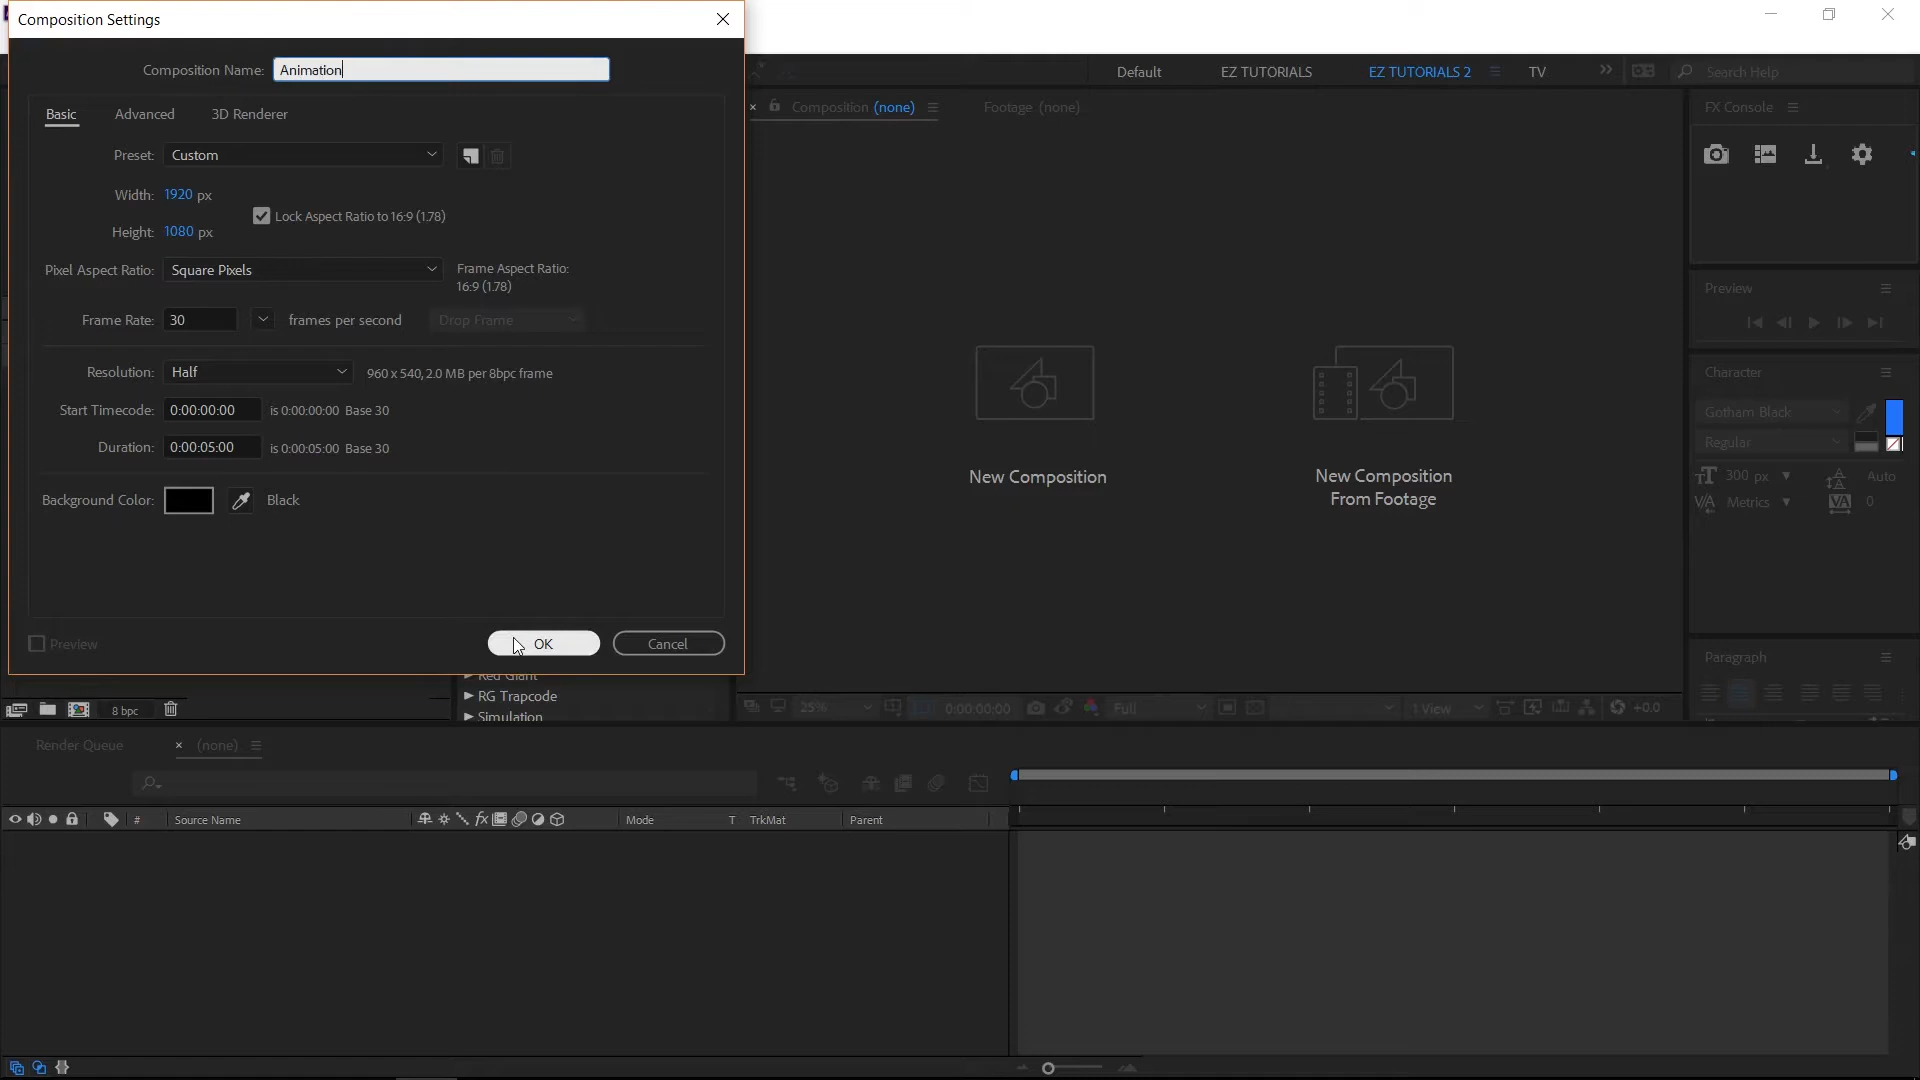 Composition Settings
Composition Name: Animation
Default EZ TUTORIALS EZ TUTORIALS 2 TV Search Help
Basic Advanced 3D Renderer
Composition (none) Footage (none)
FX Console
Preset: Custom
Width: 1920 px
Lock Aspect Ratio to 16:9 (1.78)
Height: 1080 px
Pixel Aspect Ratio: Square Pixels
Frame Aspect Ratio:
16:9 (1.78)
Frame Rate: 30 frames per second Drop Frame
Resolution: Half 960 x 540, 2.0 MB per 8bpc frame
Start Timecode: 0:00:00:00 is 0:00:00:00 Base 30
Duration: 0:00:05:00 is 0:00:05:00 Base 30
Background Color: Black
Preview OK Cancel
New Composition
New Composition
From Footage
Preview
Character
Gotham Black
Regular
300 px Auto
Metrics 0
Paragraph
Red Giant
RG Trapcode
Simulation
8 bpc
25% 0:00:00:00 Full 1 View +0.0
Render Queue (none)
# Source Name fx Mode T TrkMat Parent